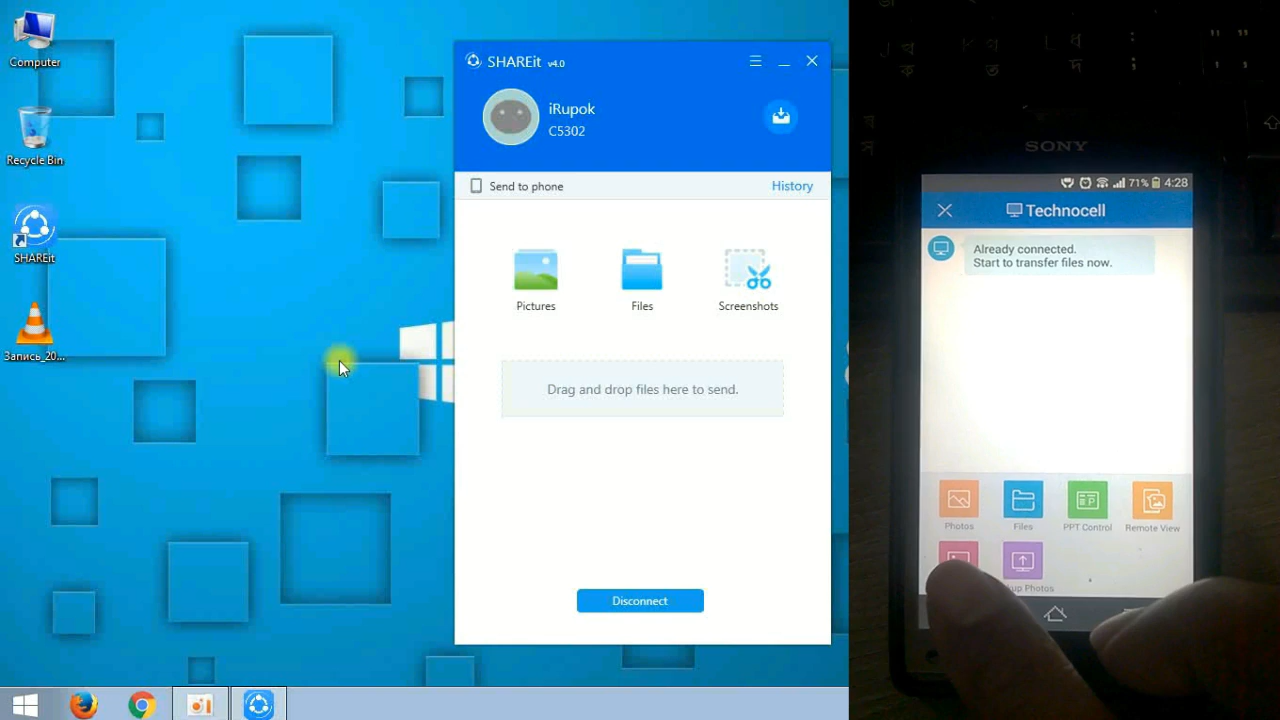 Computer
Recycle Bin
SHAREit
Запись_20...
SHAREit v4.0
iRupok
C5302
Send to phone
History
Pictures
Files
Screenshots
Drag and drop files here to send.
Disconnect
SONY
71% 4:28
Technocell
Already connected.
Start to transfer files now.
Photos
Files
PPT Control
Remote View
kup Photos